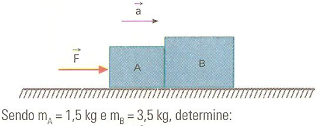 a
F
A
B
Sendo mA = 1,5 kg e mB = 3,5 kg, determine: